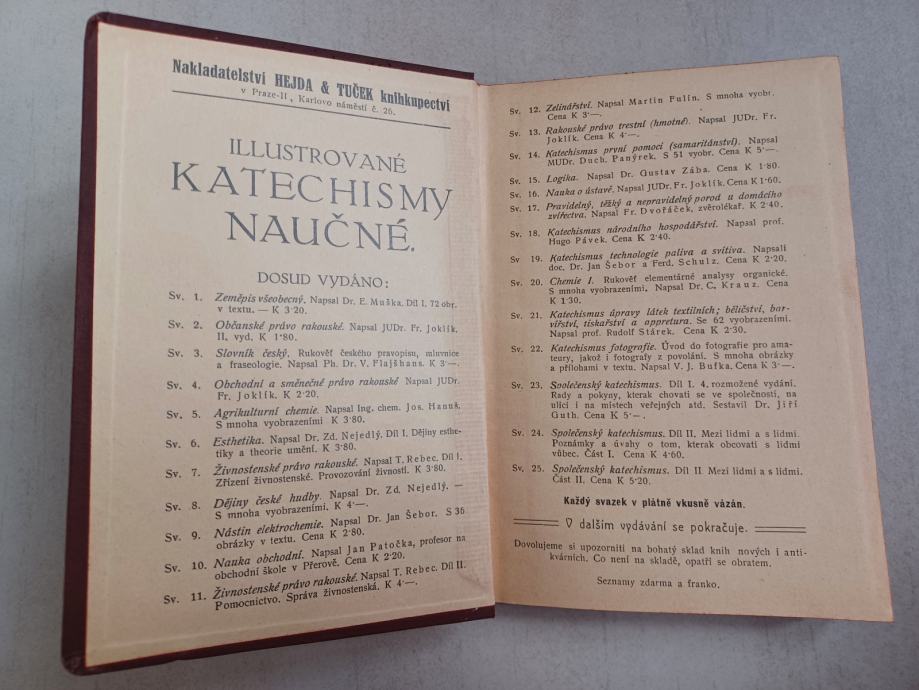 Nakladatelství HEJDA & TUČEK knihkupectví
v Praze-II, Karlovo náměstí č. 26.
ILLUSTROVANÉ
KATECHISMY
NAUČNÉ.
DOSUD VYDÁNO:
Sv. 1. Zeměpis všeobecný. Napsal Dr. E. Muška. Díl I, 72 obr.
v textu. — K 3·20.
Sv. 2. Občanské právo rakouské. Napsal JUDr. Fr. Joklík.
II, vyd. K 1·80.
Sv. 3. Slovník český. Rukověť českého pravopisu, mluvnice
a fraseologie. Napsal Ph. Dr. V. Flajšhans. K 3·—.
Sv. 4. Obchodní a směnečné právo rakouské Napsal JUDr.
Fr. Joklík. K 2·20.
Sv. 5. Agrikulturní chemie. Napsal Ing. chem. Jos. Hanuš.
S mnoha vyobrazeními K 3·80.
Sv. 6. Esthetika. Napsal Dr. Zd. Nejedlý. Díl I. Dějiny esthe-
tiky a theorie umění. K 3·80.
Sv. 7. Živnostenské právo rakouské. Napsal T. Rebec. Díl I.
Zřízení živnostenské. Provozování živností. K 3·80.
Sv. 8. Dějiny české hudby. Napsal Dr. Zd. Nejedlý. —
S mnoha vyobrazeními. K 4·—.
Sv. 9. Nástin elektrochemie. Napsal Dr. Jan Šebor. S 36
obrázky v textu. Cena K 2·80.
Sv. 10. Nauka obchodní. Napsal Jan Patočka, profesor na
obchodní škole v Přerově. Cena K 2·20.
Sv. 11. Živnostenské právo rakouské. Napsal T. Rebec. Díl II.
Pomocnictvo. Správa živnostenská. K 4·—.
Sv. 12. Zelinářství. Napsal Martin Fulín. S mnoha vyobr.
Cena K 3·—.
Sv. 13. Rakouské právo trestní (hmotné). Napsal JUDr. Fr.
Joklík. Cena K 4·—.
Sv. 14. Katechismus první pomoci (samaritánství). Napsal
MUDr. Duch. Panýrek. S 51 vyobr. Cena K 5·—.
Sv. 15. Logika. Napsal Dr. Gustav Zába. Cena K 1·80.
Sv. 16. Nauka o ústavě. Napsal JUDr. Fr. Joklík. Cena K 1·60.
Sv. 17. Pravidelný, těžký a nepravidelný porod u domácího
zvířectva. Napsal Fr. Dvořáček, zvěrolékař. K 2·40.
Sv. 18. Katechismus národního hospodářství. Napsal prof.
Hugo Pávek. Cena K 2·40.
Sv. 19. Katechismus technologie paliva a svítiva. Napsali
doc. Dr. Jan Šebor a Ferd. Schulz. Cena K 2·20.
Sv. 20. Chemie I. Rukověť elementárné analysy organické.
S mnoha vyobrazeními. Napsal Dr. C. Krauz. Cena
K 1·30.
Sv. 21. Katechismus úpravy látek textilních; běličství, bar-
vířství, tiskařství a appretura. Se 62 vyobrazeními.
Napsal prof. Rudolf Stárek. Cena K 2·30.
Sv. 22. Katechismus fotografie. Úvod do fotografie pro ama-
teury, jakož i fotografy z povolání. S mnoha obrázky
a přílohami v textu. Napsal V. J. Bufka. Cena K 3·—.
Sv. 23. Společenský katechismus. Díl I. 4. rozmožené vydání.
Rady a pokyny, kterak chovati se ve společnosti, na
ulici i na místech veřejných atd. Sestavil Dr. Jiří
Guth. Cena K 5·—.
Sv. 24. Společenský katechismus. Díl II. Mezi lidmi a s lidmi.
Poznámky a úvahy o tom, kterak obcovati s lidmi
vůbec. Část I. Cena K 4·60.
Sv. 25. Společenský katechismus. Díl II Mezi lidmi a s lidmi.
Část II. Cena K 5·20.
Každý svazek v plátně vkusně vázán.
V dalším vydávání se pokračuje.
Dovolujeme si upozorniti na bohatý sklad knih nových i anti-
kvárních. Co není na skladě, opatří se obratem.
Seznamy zdarma a franko.